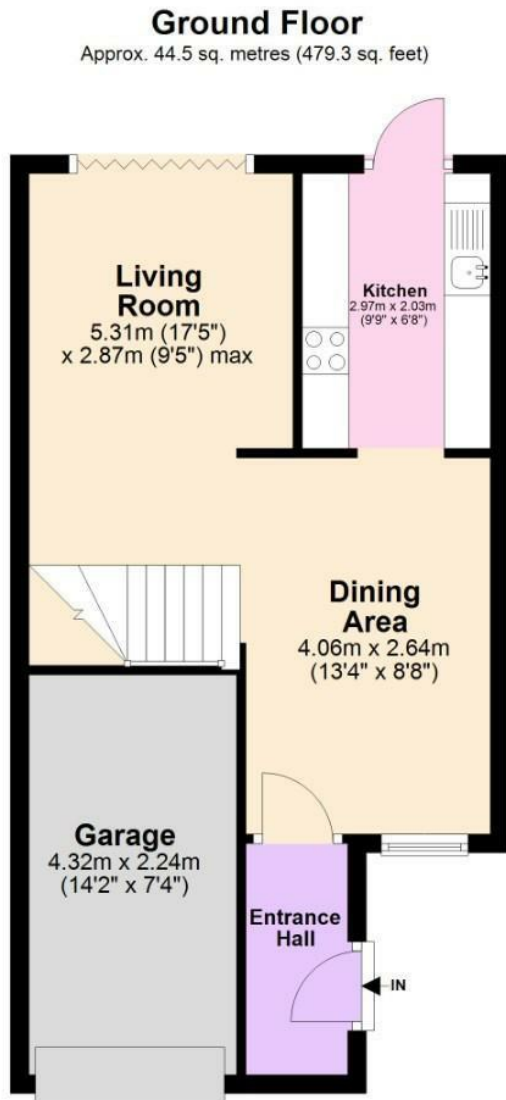 Ground Floor
Approx. 44.5 sq. metres (479.3 sq. feet)
Living
Room
5.31m (17'5")
x 2.87m (9'5") max
Kitchen
2.97m x 2.03m
(9'9" x 6'8")
Dining
Area
4.06m x 2.64m
(13'4" x 8'8")
Garage
4.32m x 2.24m
(14'2" x 7'4")
Entrance
Hall
IN